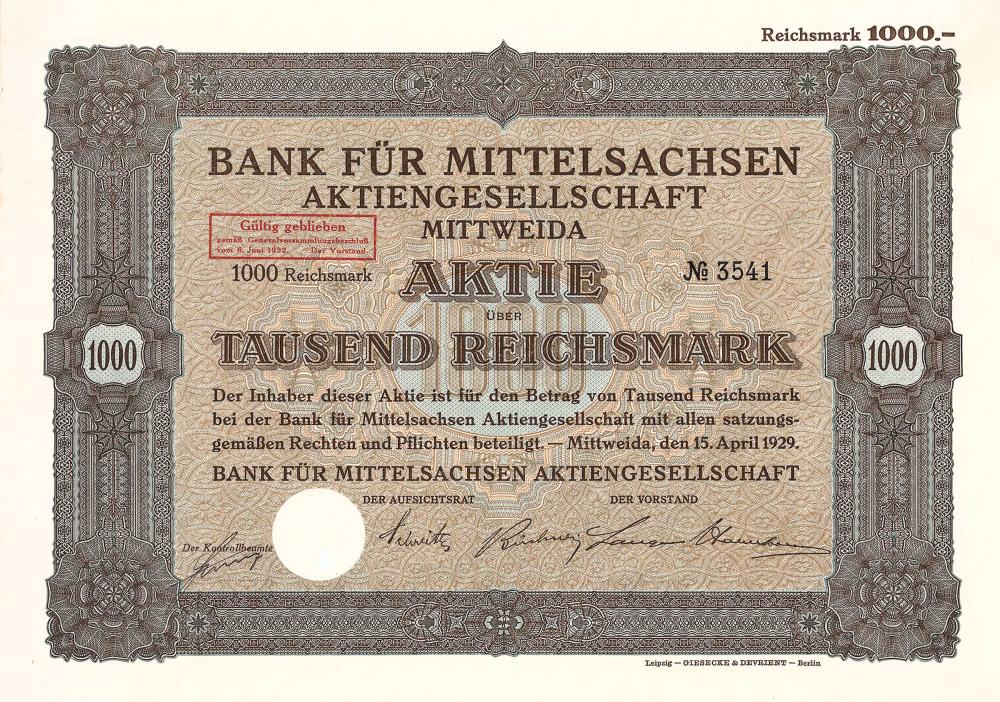 Reichsmark 1000.–
BANK FÜR MITTELSACHSEN
AKTIENGESELLSCHAFT
MITTWEIDA
Gültig geblieben
gemäß Generalversammlungsbeschluß
vom 8. Juni 1932. Der Vorstand.
1000 Reichsmark
AKTIE
№ 3541
ÜBER
1000
TAUSEND REICHSMARK
1000
1000
Der Inhaber dieser Aktie ist für den Betrag von Tausend Reichsmark
bei der Bank für Mittelsachsen Aktiengesellschaft mit allen satzungs-
gemäßen Rechten und Pflichten beteiligt. — Mittweida, den 15. April 1929.
BANK FÜR MITTELSACHSEN AKTIENGESELLSCHAFT
DER AUFSICHTSRAT
DER VORSTAND
Der Kontrollbeamte
Leipzig — GIESECKE & DEVRIENT — Berlin